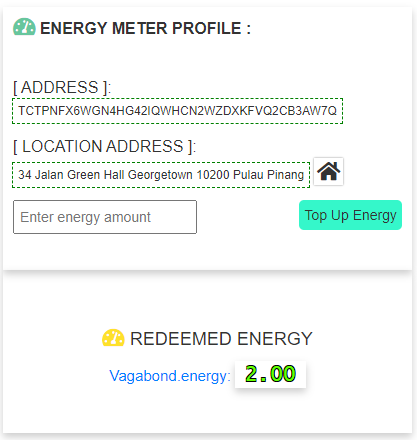 ENERGY METER PROFILE :
[ ADDRESS ]:
TCTPNFX6WGN4HG42IQWHCN2WZDXKFVQ2CB3AW7Q
[ LOCATION ADDRESS ]:
34 Jalan Green Hall Georgetown 10200 Pulau Pinang
Enter energy amount Top Up Energy
REDEEMED ENERGY
Vagabond.energy: 2.00